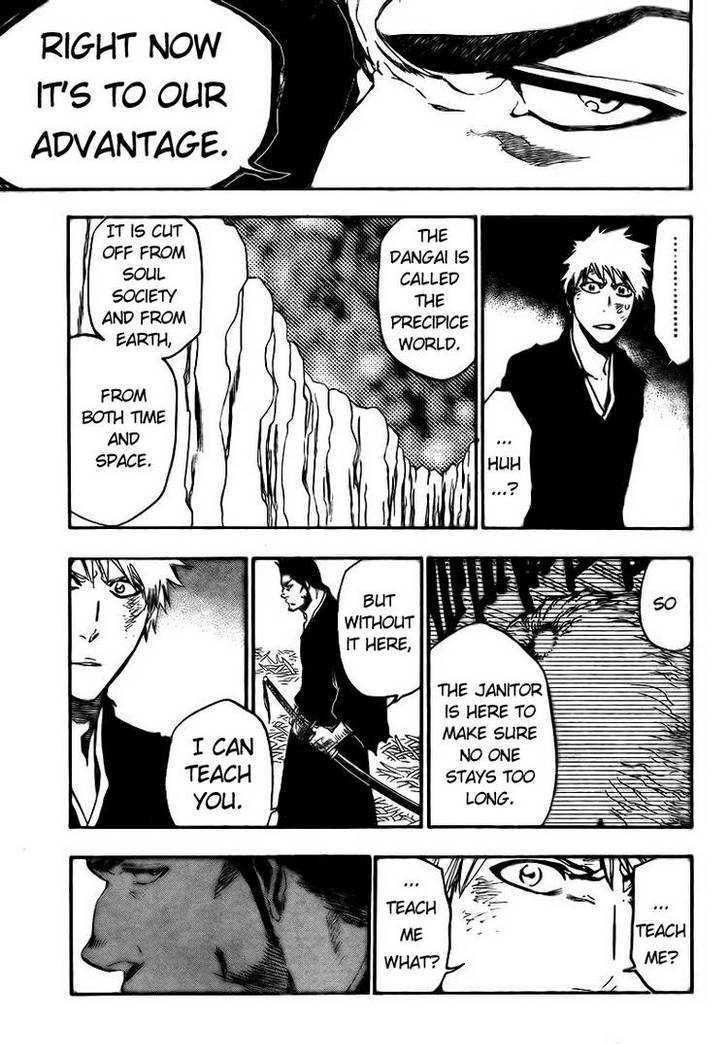 RIGHT NOW
IT'S TO OUR
ADVANTAGE.
..........
...
HUH
...?
THE
DANGAI IS
CALLED
THE
PRECIPICE
WORLD.
IT IS CUT
OFF FROM
SOUL
SOCIETY
AND FROM
EARTH,
FROM
BOTH TIME
AND
SPACE.
SO
THE JANITOR
IS HERE TO
MAKE SURE
NO ONE
STAYS TOO
LONG.
BUT
WITHOUT
IT HERE,
I CAN
TEACH
YOU.
...
TEACH
ME?
...
TEACH
ME
WHAT?